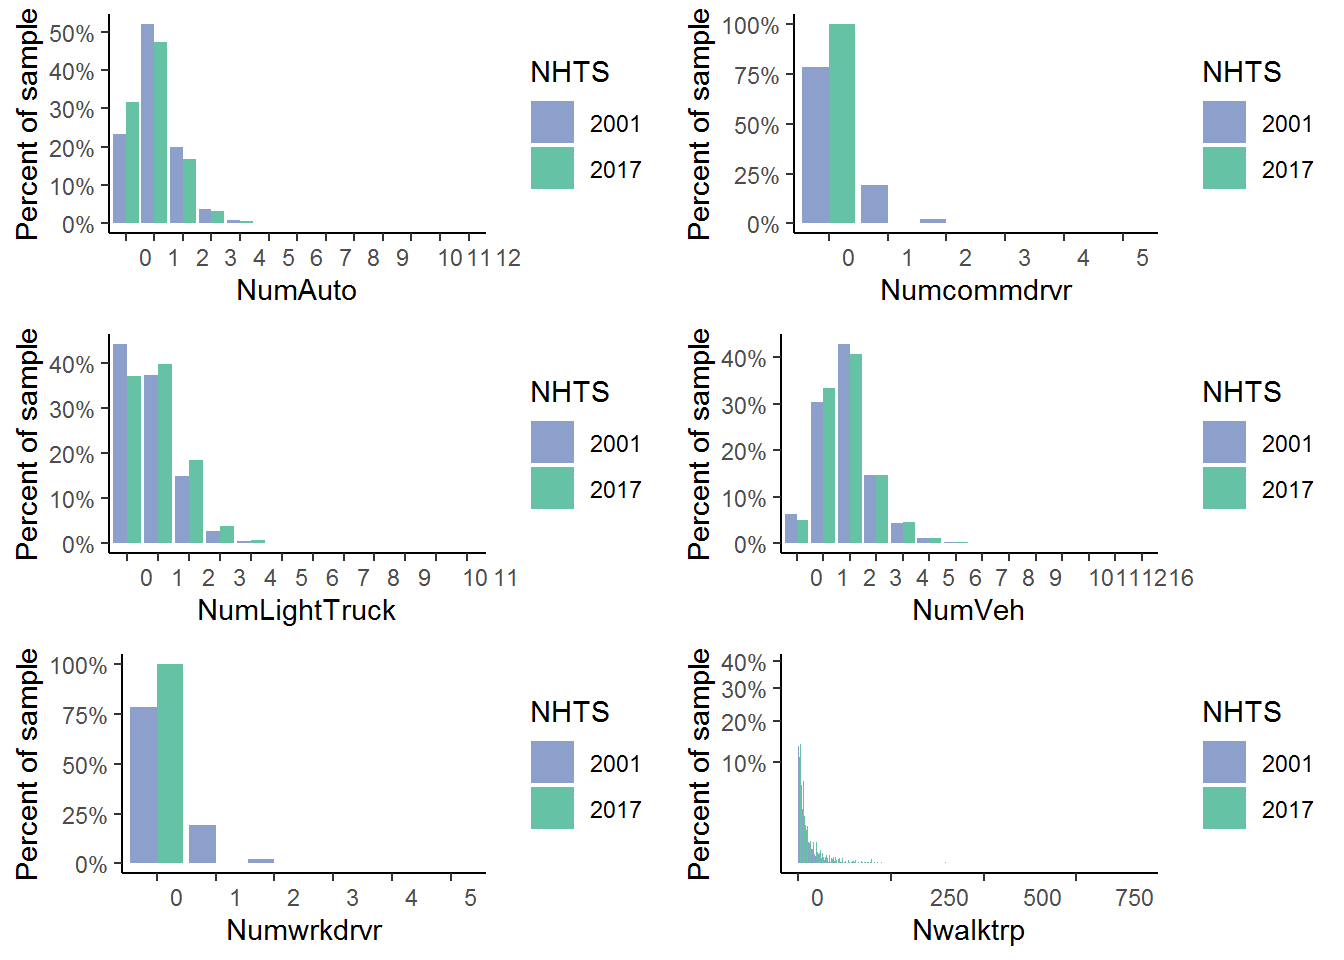 Percent of sample
50%
40%
30%
20%
10%
0%
0 1 2 3 4 5 6 7 8 9 10 11 12
NumAuto
NHTS
2001
2017
Percent of sample
100%
75%
50%
25%
0%
0 1 2 3 4 5
Numcommdrvr
NHTS
2001
2017
Percent of sample
40%
30%
20%
10%
0%
0 1 2 3 4 5 6 7 8 9 10 11
NumLightTruck
NHTS
2001
2017
Percent of sample
40%
30%
20%
10%
0%
0 1 2 3 4 5 6 7 8 9 10 11 12 16
NumVeh
NHTS
2001
2017
Percent of sample
100%
75%
50%
25%
0%
0 1 2 3 4 5
Numwrkdrvr
NHTS
2001
2017
Percent of sample
40%
30%
20%
10%
0 250 500 750
Nwalktrp
NHTS
2001
2017